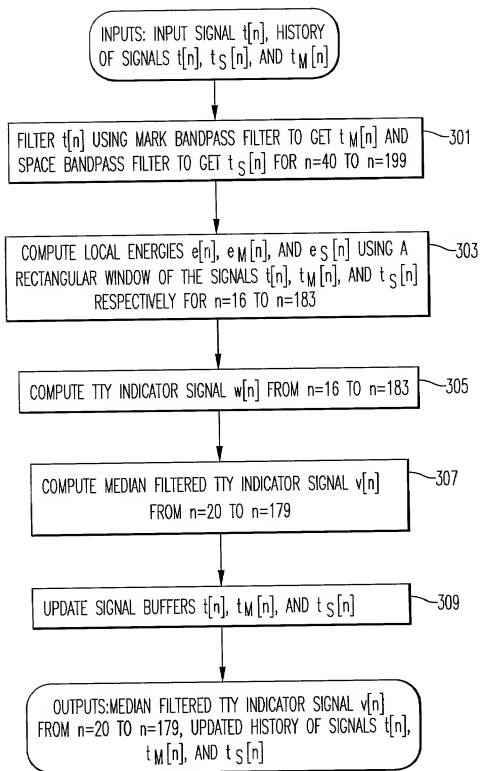 INPUTS: INPUT SIGNAL t[n], HISTORY
OF SIGNALS t[n], tS[n], AND tM[n]
FILTER t[n] USING MARK BANDPASS FILTER TO GET tM[n] AND
SPACE BANDPASS FILTER TO GET tS[n] FOR n=40 TO n=199
301
COMPUTE LOCAL ENERGIES e[n], eM[n], AND eS[n] USING A
RECTANGULAR WINDOW OF THE SIGNALS t[n], tM[n], AND tS[n]
RESPECTIVELY FOR n=16 TO n=183
303
COMPUTE TTY INDICATOR SIGNAL w[n] FROM n=16 TO n=183
305
COMPUTE MEDIAN FILTERED TTY INDICATOR SIGNAL v[n]
FROM n=20 TO n=179
307
UPDATE SIGNAL BUFFERS t[n], tM[n], AND tS[n]
309
OUTPUTS:MEDIAN FILTERED TTY INDICATOR SIGNAL v[n]
FROM n=20 TO n=179, UPDATED HISTORY OF SIGNALS t[n],
tM[n], AND tS[n]